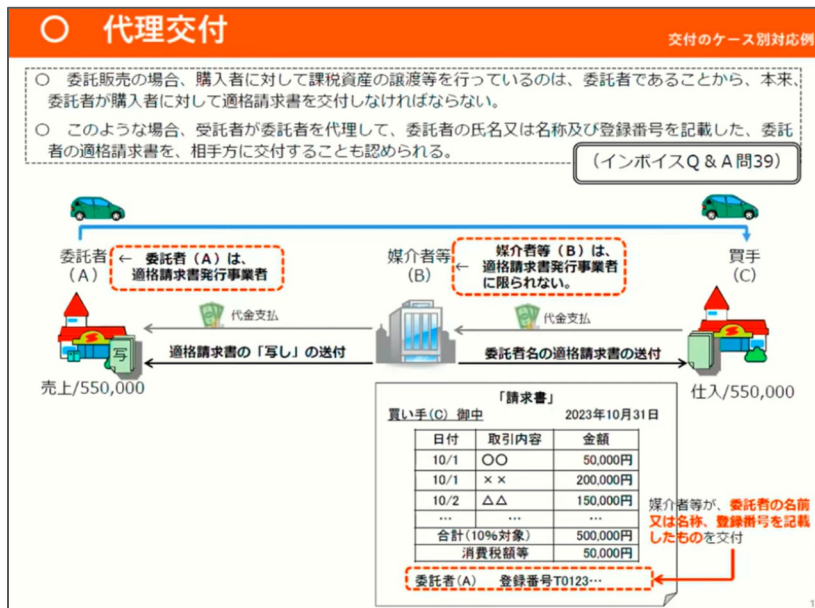 〇 代理交付
交付のケース別対応例
〇 委託販売の場合、購入者に対して課税資産の譲渡等を行っているのは、委託者であることから、本来、
委託者が購入者に対して適格請求書を交付しなければならない。
〇 このような場合、受託者が委託者を代理して、委託者の氏名又は名称及び登録番号を記載した、委託
者の適格請求書を、相手方に交付することも認められる。
（インボイスＱ＆Ａ問39）
委託者
（A）
← 委託者（A）は、
適格請求書発行事業者
媒介者等
（B）
← 媒介者等（B）は、
適格請求書発行事業者
に限られない。
買手
（C）
代金支払
代金支払
適格請求書の「写し」の送付
委託者名の適格請求書の送付
写
売上/550,000
仕入/550,000
「請求書」
買い手(C) 御中 2023年10月31日
日付 取引内容 金額
10/1 〇〇 50,000円
10/1 ×× 200,000円
10/2 △△ 150,000円
… … …
合計(10%対象) 500,000円
消費税額等 50,000円
委託者(A) 登録番号T0123…
媒介者等が、委託者の名前
又は名称、登録番号を記載
したものを交付